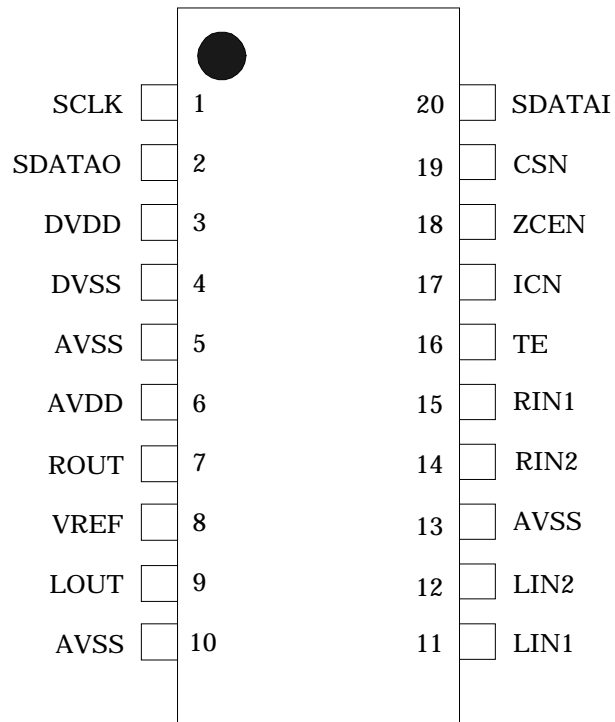 SCLK 1 20 SDATAI
SDATAO 2 19 CSN
DVDD 3 18 ZCEN
DVSS 4 17 ICN
AVSS 5 16 TE
AVDD 6 15 RIN1
ROUT 7 14 RIN2
VREF 8 13 AVSS
LOUT 9 12 LIN2
AVSS 10 11 LIN1